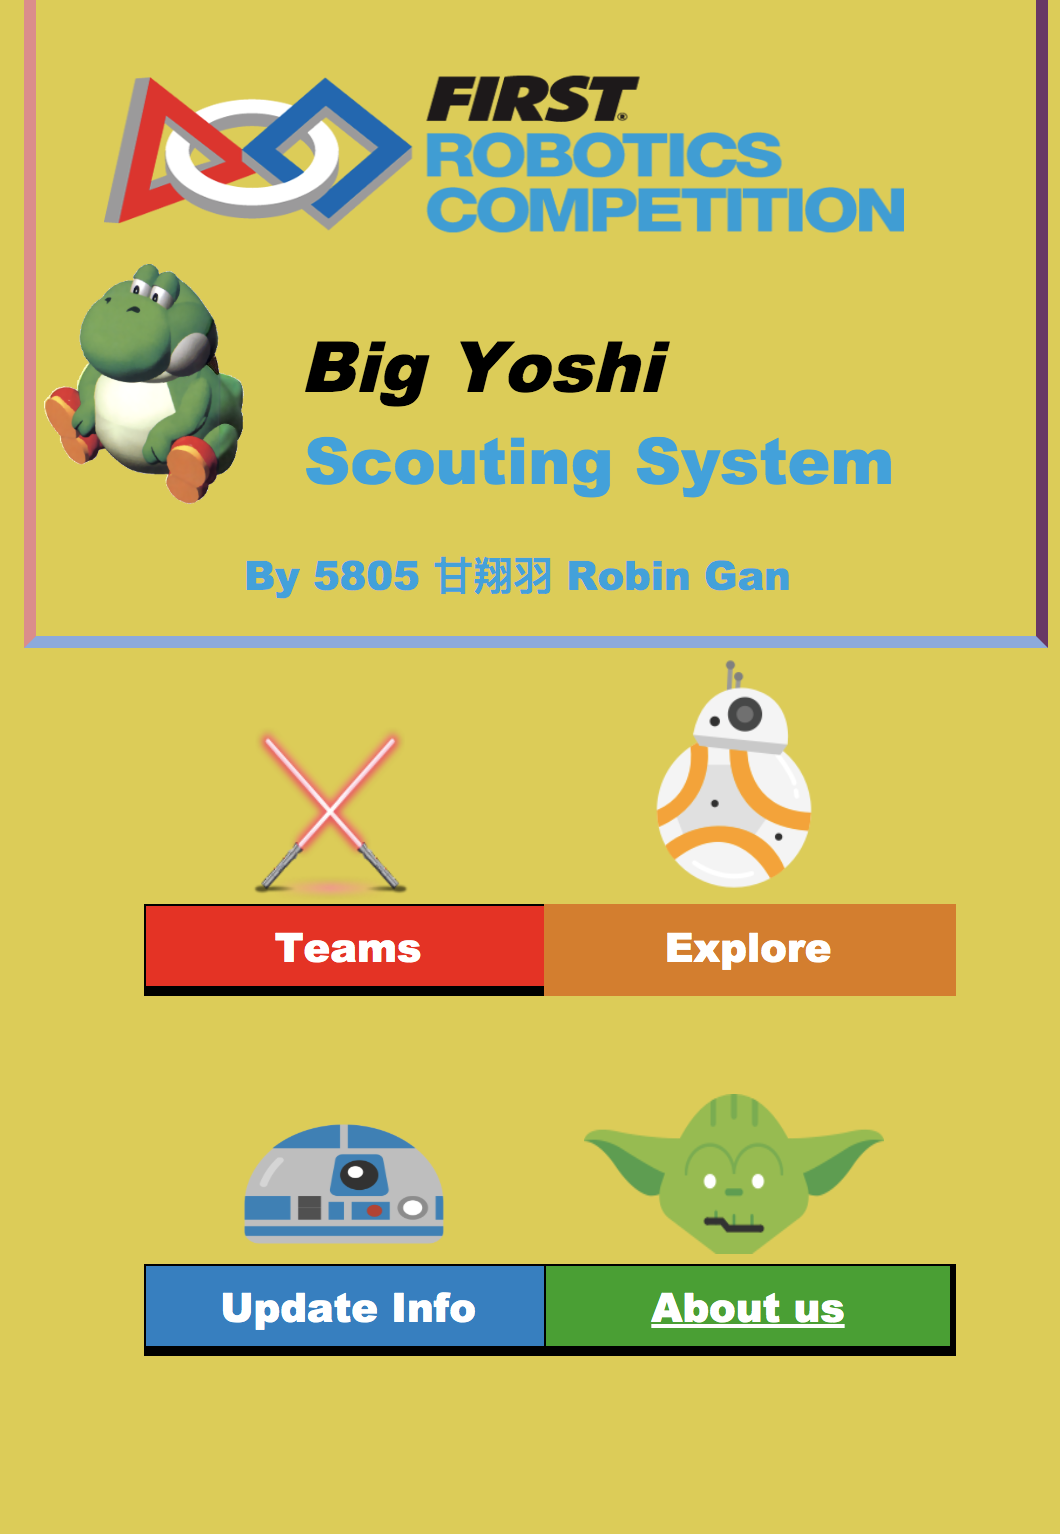 FIRST®
ROBOTICS
COMPETITION
Big Yoshi
Scouting System
By 5805 甘翔羽 Robin Gan
Teams
Explore
Update Info
About us